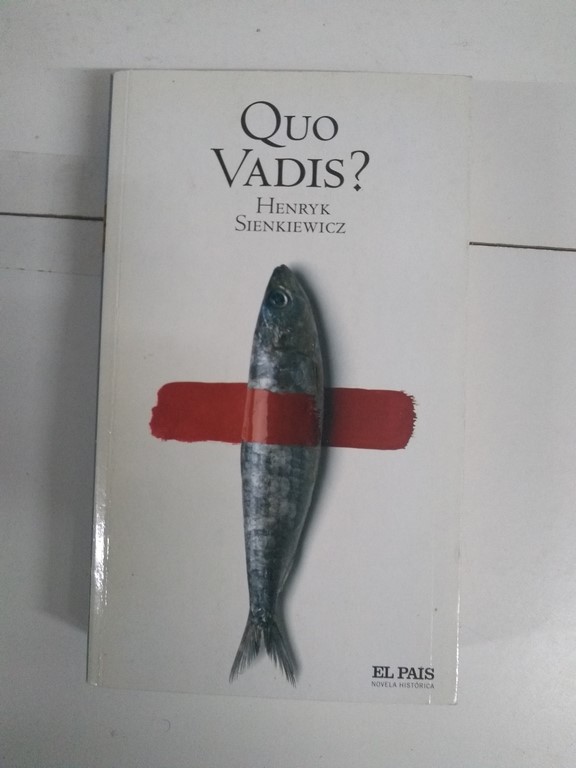 QUO
VADIS?
HENRYK
SIENKIEWICZ
EL PAIS
NOVELA HISTÓRICA